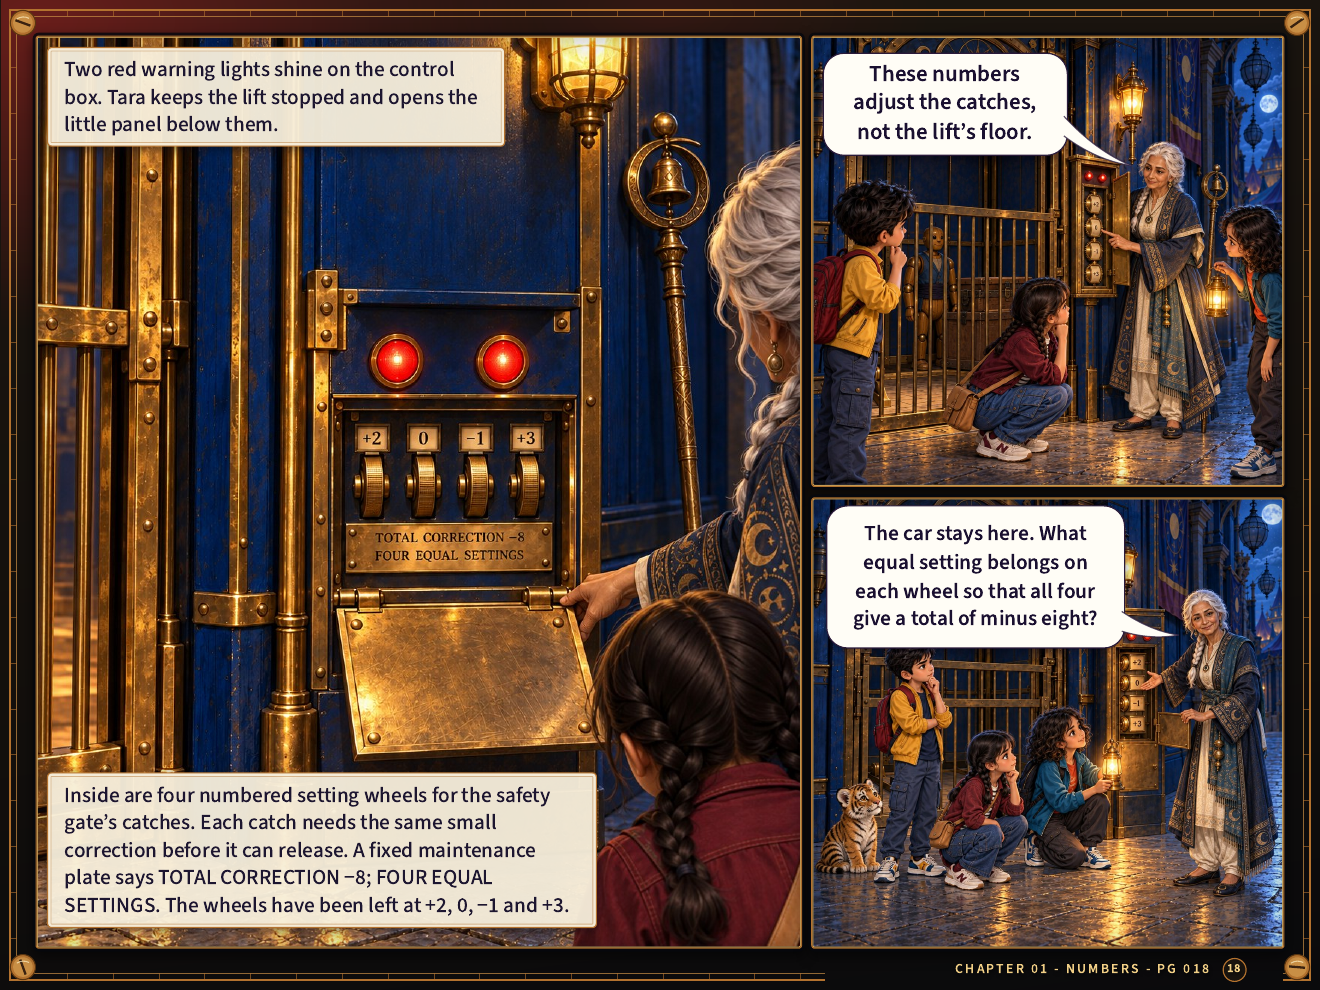 Two red warning lights shine on the control
box. Tara keeps the lift stopped and opens the
little panel below them.
+2 0 −1 +3
TOTAL CORRECTION −8
FOUR EQUAL SETTINGS
Inside are four numbered setting wheels for the safety
gate’s catches. Each catch needs the same small
correction before it can release. A fixed maintenance
plate says TOTAL CORRECTION −8; FOUR EQUAL
SETTINGS. The wheels have been left at +2, 0, −1 and +3.
These numbers
adjust the catches,
not the lift’s floor.
The car stays here. What
equal setting belongs on
each wheel so that all four
give a total of minus eight?
+2
0
−1
+3
CHAPTER 01 - NUMBERS - PG 018 18